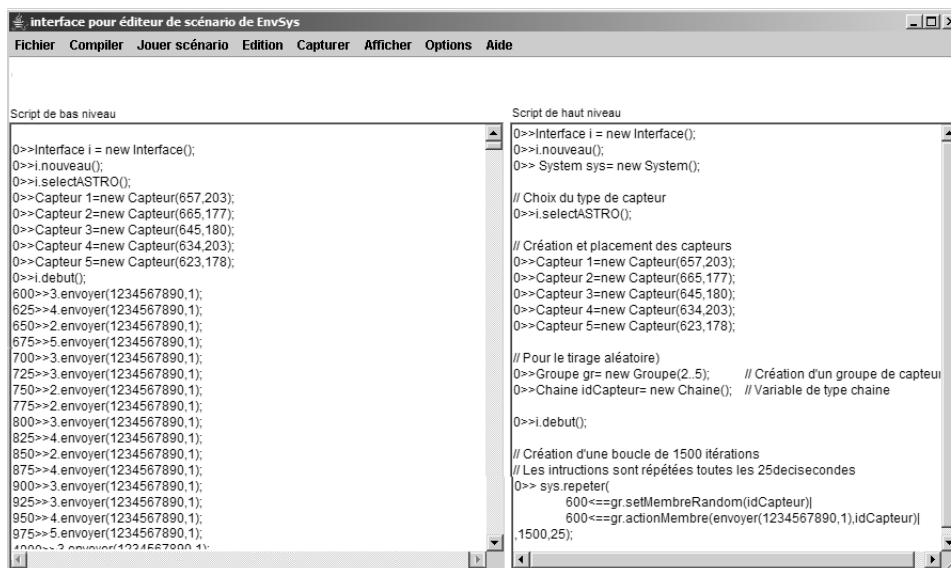 interface pour éditeur de scénario de EnvSys
Fichier Compiler Jouer scénario Edition Capturer Afficher Options Aide
Script de bas niveau
0>>Interface i = new Interface();
0>>i.nouveau();
0>>i.selectASTRO();
0>>Capteur 1=new Capteur(657,203);
0>>Capteur 2=new Capteur(665,177);
0>>Capteur 3=new Capteur(645,180);
0>>Capteur 4=new Capteur(634,203);
0>>Capteur 5=new Capteur(623,178);
0>>i.debut();
600>>3.envoyer(1234567890,1);
625>>4.envoyer(1234567890,1);
650>>2.envoyer(1234567890,1);
675>>5.envoyer(1234567890,1);
700>>3.envoyer(1234567890,1);
725>>3.envoyer(1234567890,1);
750>>2.envoyer(1234567890,1);
775>>2.envoyer(1234567890,1);
800>>3.envoyer(1234567890,1);
825>>4.envoyer(1234567890,1);
850>>2.envoyer(1234567890,1);
875>>4.envoyer(1234567890,1);
900>>3.envoyer(1234567890,1);
925>>3.envoyer(1234567890,1);
950>>4.envoyer(1234567890,1);
975>>5.envoyer(1234567890,1);
Script de haut niveau
0>>Interface i = new Interface();
0>>i.nouveau();
0>> System sys= new System();
// Choix du type de capteur
0>>i.selectASTRO();
// Création et placement des capteurs
0>>Capteur 1=new Capteur(657,203);
0>>Capteur 2=new Capteur(665,177);
0>>Capteur 3=new Capteur(645,180);
0>>Capteur 4=new Capteur(634,203);
0>>Capteur 5=new Capteur(623,178);
// Pour le tirage aléatoire)
0>>Groupe gr= new Groupe(2..5); // Création d'un groupe de capteu
0>>Chaine idCapteur= new Chaine(); // Variable de type chaine
0>>i.debut();
// Création d'une boucle de 1500 itérations
// Les intructions sont répétées toutes les 25decisecondes
0>> sys.repeter(
600<==gr.setMembreRandom(idCapteur)|
600<==gr.actionMembre(envoyer(1234567890,1),idCapteur)|
,1500,25);